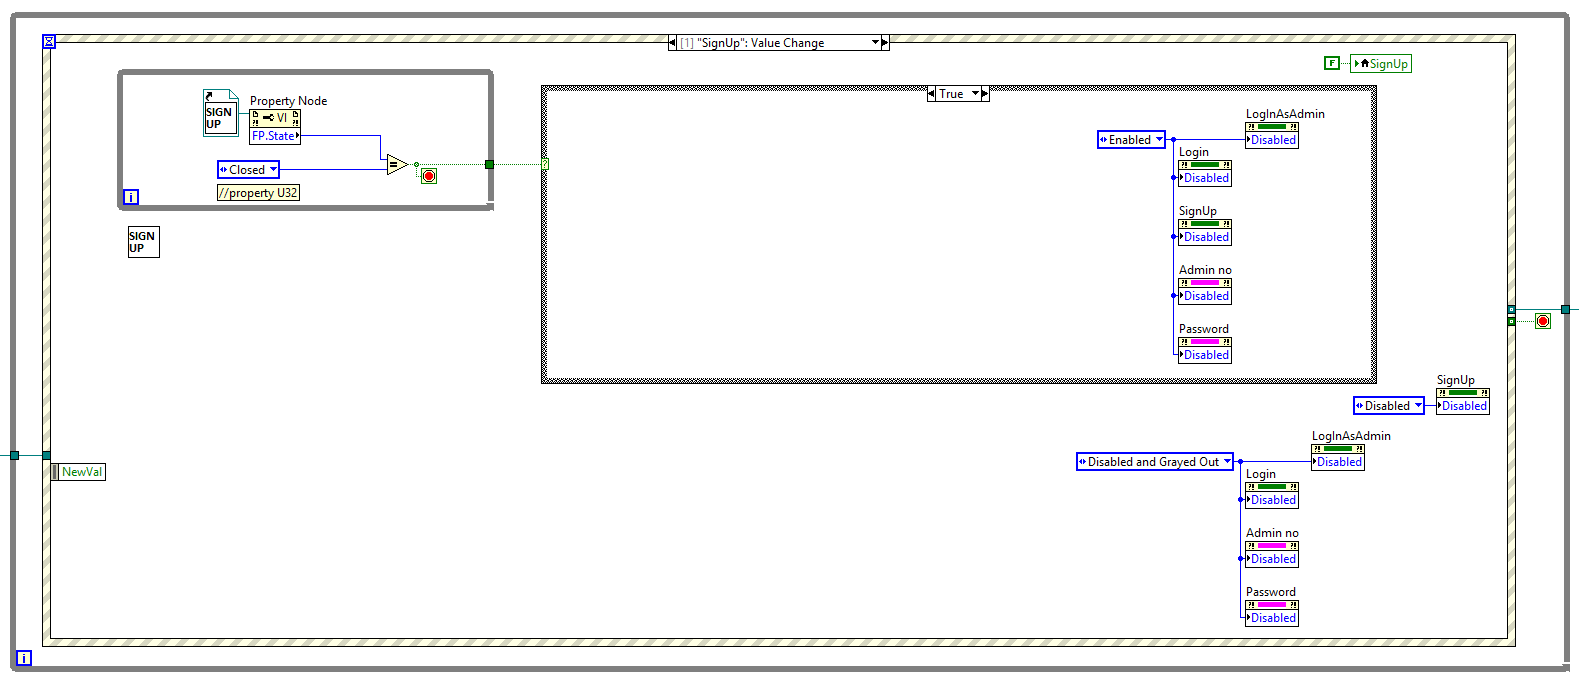 [1] "SignUp": Value Change
F
SignUp
SIGN
UP
Property Node
VI
FP.State
Closed
=
//property U32
i
SIGN
UP
True
?
Enabled
LogInAsAdmin
Disabled
Login
Disabled
SignUp
Disabled
Admin no
Disabled
Password
Disabled
Disabled
SignUp
Disabled
NewVal
Disabled and Grayed Out
LogInAsAdmin
Disabled
Login
Disabled
Admin no
Disabled
Password
Disabled
i